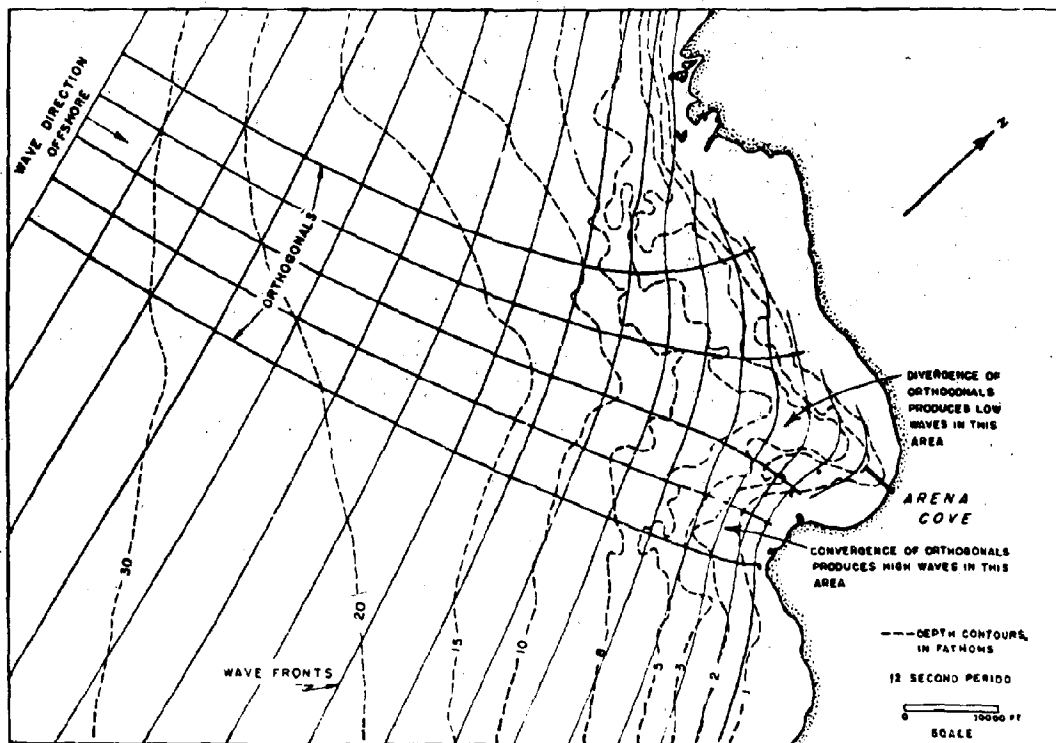 WAVE DIRECTION
OFFSHORE
ORTHOGONALS
N
DIVERGENCE OF
ORTHOGONALS
PRODUCES LOW
WAVES IN THIS
AREA
ARENA
COVE
CONVERGENCE OF ORTHOGONALS
PRODUCES HIGH WAVES IN THIS
AREA
30
20
15
10
8
5
3
2
1
WAVE FRONTS
DEPTH CONTOURS,
IN FATHOMS
12 SECOND PERIOD
0
FT
SCALE